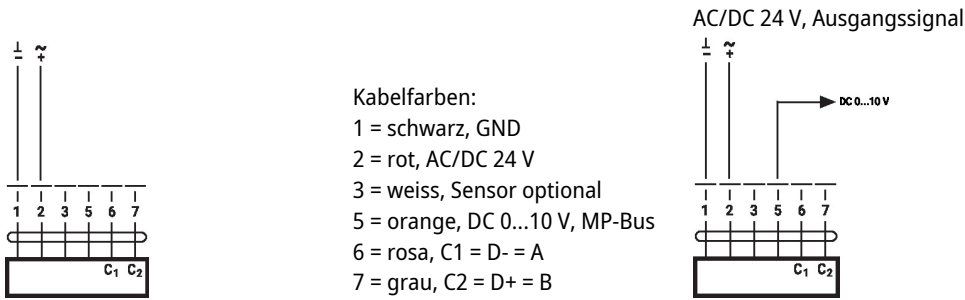 ⊥ ~
– +
1 2 3 5 6 7
C₁ C₂
Kabelfarben:
1 = schwarz, GND
2 = rot, AC/DC 24 V
3 = weiss, Sensor optional
5 = orange, DC 0...10 V, MP-Bus
6 = rosa, C1 = D- = A
7 = grau, C2 = D+ = B
AC/DC 24 V, Ausgangssignal
⊥ ~
– +
DC 0...10 V
1 2 3 5 6 7
C₁ C₂